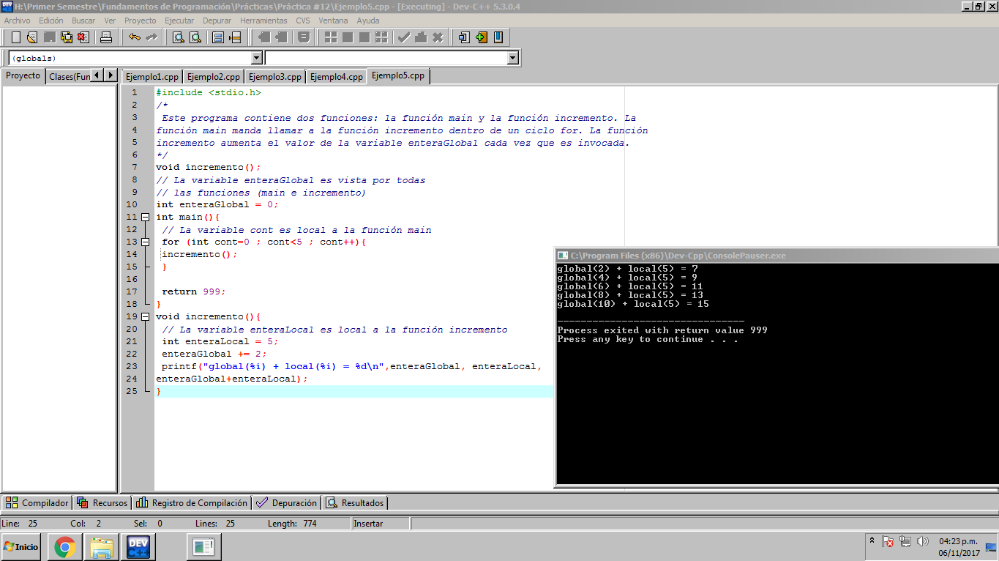 H:\Primer Semestre\Fundamentos de Programación\Prácticas\Práctica #12\Ejemplo5.cpp - [Executing] - Dev-C++ 5.3.0.4
Archivo Edición Buscar Ver Proyecto Ejecutar Depurar Herramientas CVS Ventana Ayuda
(globals)
Proyecto Clases(Fun
Ejemplo1.cpp Ejemplo2.cpp Ejemplo3.cpp Ejemplo4.cpp Ejemplo5.cpp
1 #include <stdio.h>
2 /*
3 Este programa contiene dos funciones: la función main y la función incremento. La
4 función main manda llamar a la función incremento dentro de un ciclo for. La función
5 incremento aumenta el valor de la variable enteraGlobal cada vez que es invocada.
6 */
7 void incremento();
8 // La variable enteraGlobal es vista por todas
9 // las funciones (main e incremento)
10 int enteraGlobal = 0;
11 int main(){
12 // La variable cont es local a la función main
13 for (int cont=0 ; cont<5 ; cont++){
14 incremento();
15 }
16
17 return 999;
18 }
19 void incremento(){
20 // La variable enteraLocal es local a la función incremento
21 int enteraLocal = 5;
22 enteraGlobal += 2;
23 printf("global(%i) + local(%i) = %d\n",enteraGlobal, enteraLocal,
24 enteraGlobal+enteraLocal);
25 }
C:\Program Files (x86)\Dev-Cpp\ConsolePauser.exe
global(2) + local(5) = 7
global(4) + local(5) = 9
global(6) + local(5) = 11
global(8) + local(5) = 13
global(10) + local(5) = 15
--------------------------------
Process exited with return value 999
Press any key to continue . . .
Compilador Recursos Registro de Compilación Depuración Resultados
Line: 25 Col: 2 Sel: 0 Lines: 25 Length: 774 Insertar
Inicio
DEV C++
04:23 p.m.
06/11/2017